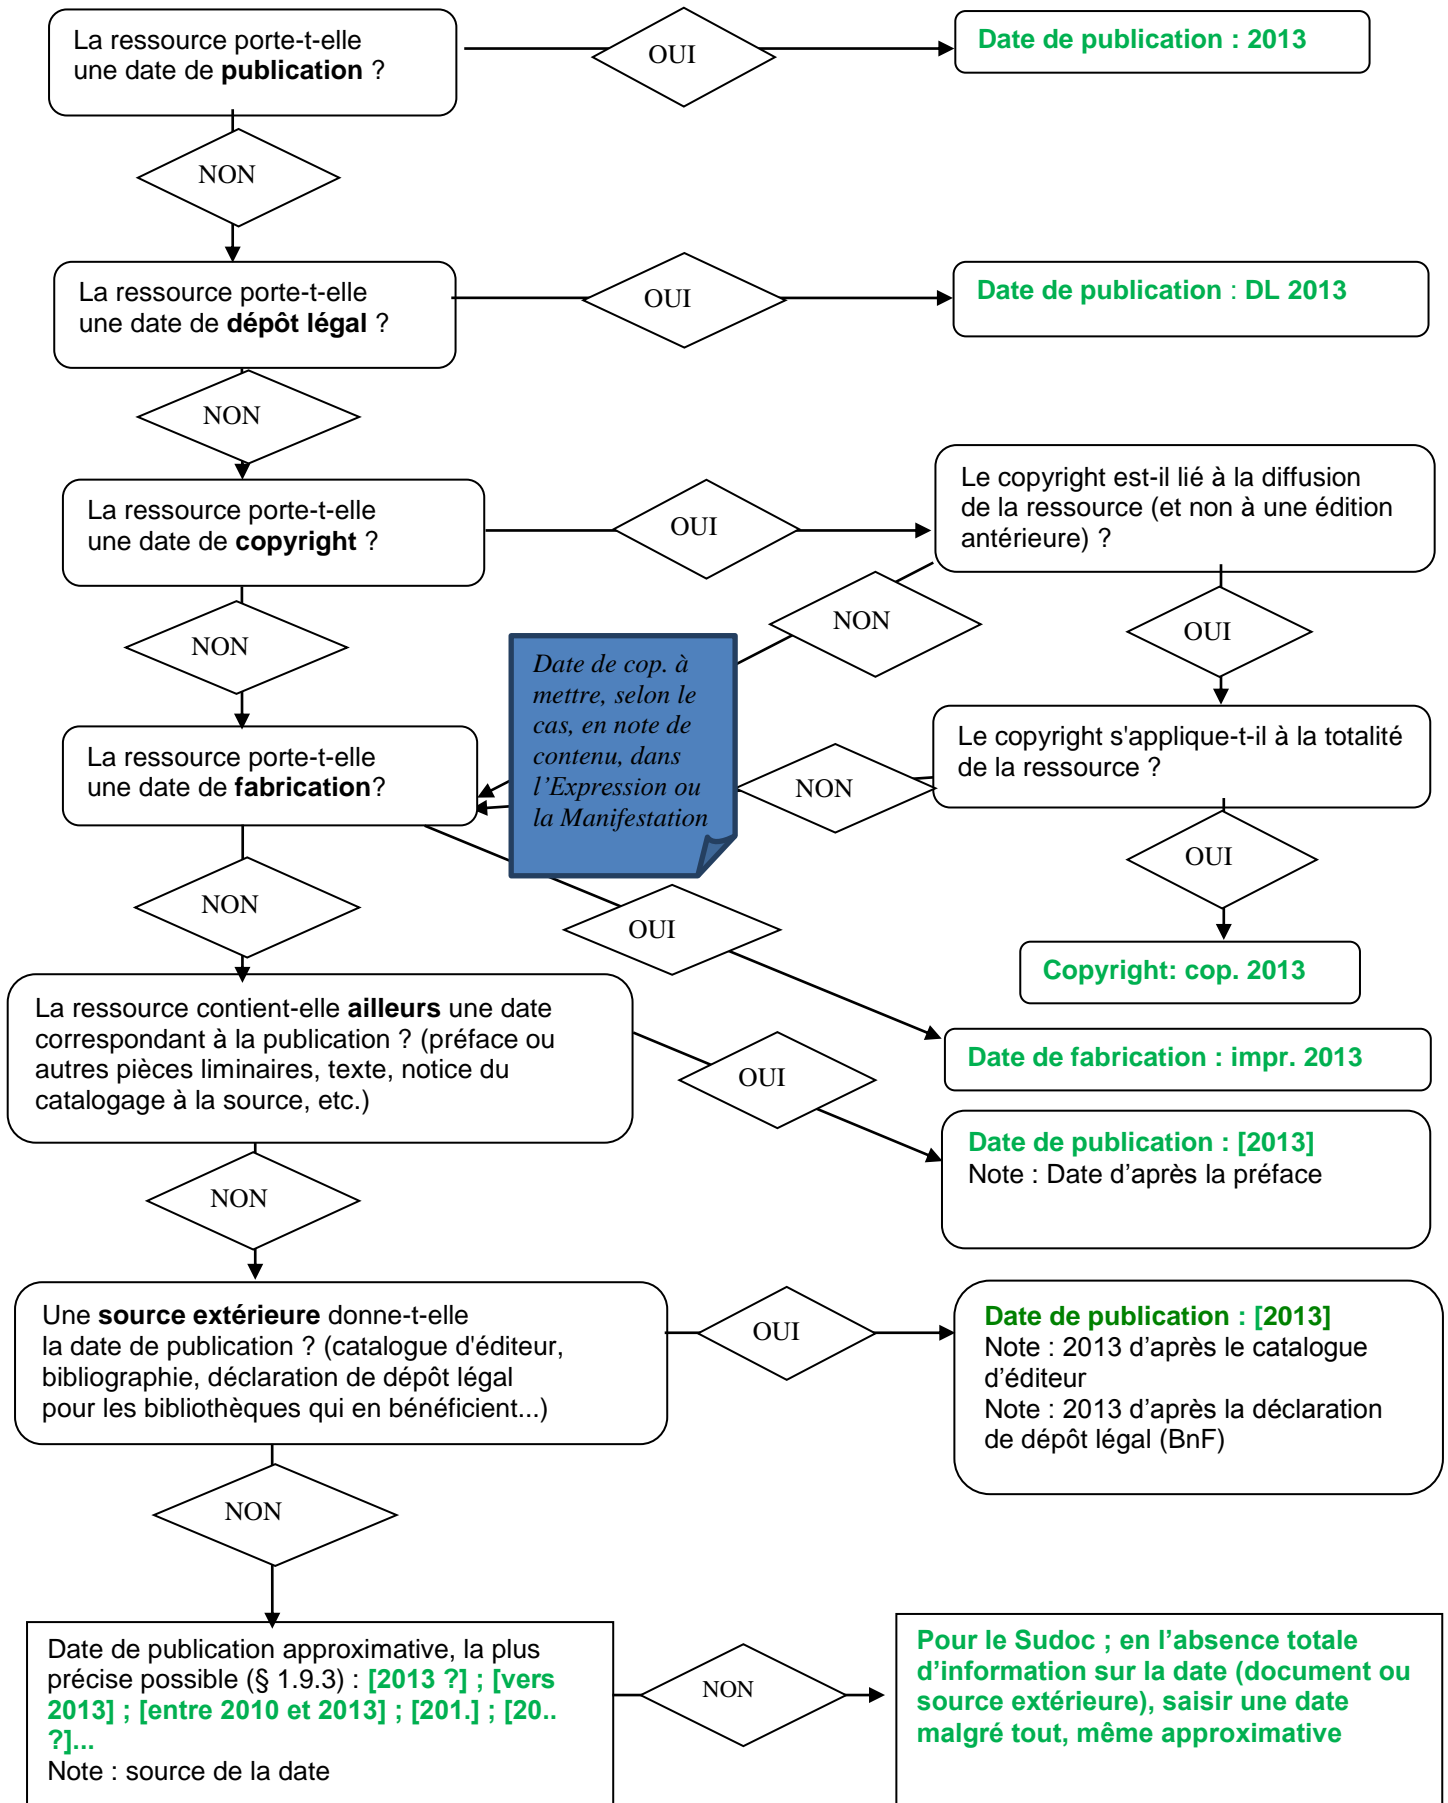 La ressource porte-t-elle
une date de publication ?
OUI
Date de publication : 2013
NON
La ressource porte-t-elle
une date de dépôt légal ?
OUI
Date de publication : DL 2013
NON
La ressource porte-t-elle
une date de copyright ?
OUI
Le copyright est-il lié à la diffusion
de la ressource (et non à une édition
antérieure) ?
NON
NON
OUI
Date de cop. à
mettre, selon le
cas, en note de
contenu, dans
l’Expression ou
la Manifestation
La ressource porte-t-elle
une date de fabrication?
NON
Le copyright s'applique-t-il à la totalité
de la ressource ?
OUI
NON
OUI
Copyright: cop. 2013
La ressource contient-elle ailleurs une date
correspondant à la publication ? (préface ou
autres pièces liminaires, texte, notice du
catalogage à la source, etc.)
Date de fabrication : impr. 2013
OUI
Date de publication : [2013]
Note : Date d’après la préface
NON
Une source extérieure donne-t-elle
la date de publication ? (catalogue d'éditeur,
bibliographie, déclaration de dépôt légal
pour les bibliothèques qui en bénéficient...)
OUI
Date de publication : [2013]
Note : 2013 d’après le catalogue
d’éditeur
Note : 2013 d’après la déclaration
de dépôt légal (BnF)
NON
Date de publication approximative, la plus
précise possible (§ 1.9.3) : [2013 ?] ; [vers
2013] ; [entre 2010 et 2013] ; [201.] ; [20..
?]...
Note : source de la date
NON
Pour le Sudoc ; en l’absence totale
d’information sur la date (document ou
source extérieure), saisir une date
malgré tout, même approximative